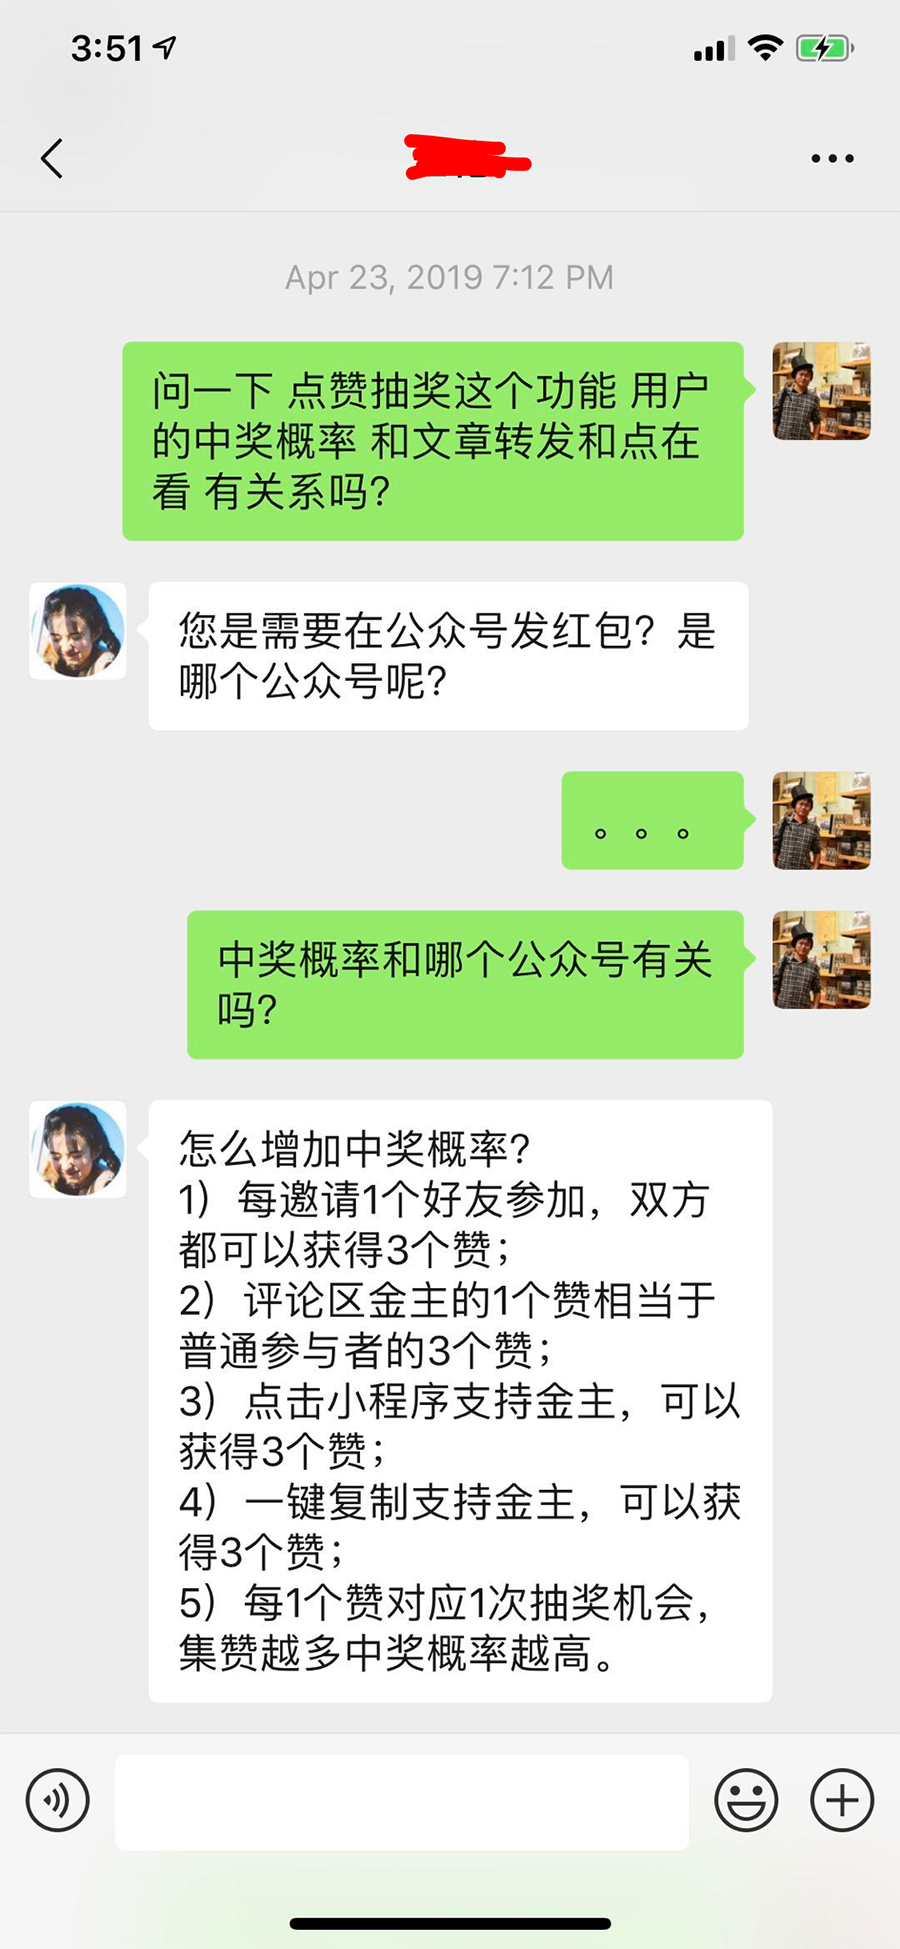 3:51
Apr 23, 2019 7:12 PM
问一下 点赞抽奖这个功能 用户
的中奖概率 和文章转发和点在
看 有关系吗？
您是需要在公众号发红包？是
哪个公众号呢？
。。。
中奖概率和哪个公众号有关
吗？
怎么增加中奖概率？
1）每邀请1个好友参加，双方
都可以获得3个赞；
2）评论区金主的1个赞相当于
普通参与者的3个赞；
3）点击小程序支持金主，可以
获得3个赞；
4）一键复制支持金主，可以获
得3个赞；
5）每1个赞对应1次抽奖机会，
集赞越多中奖概率越高。